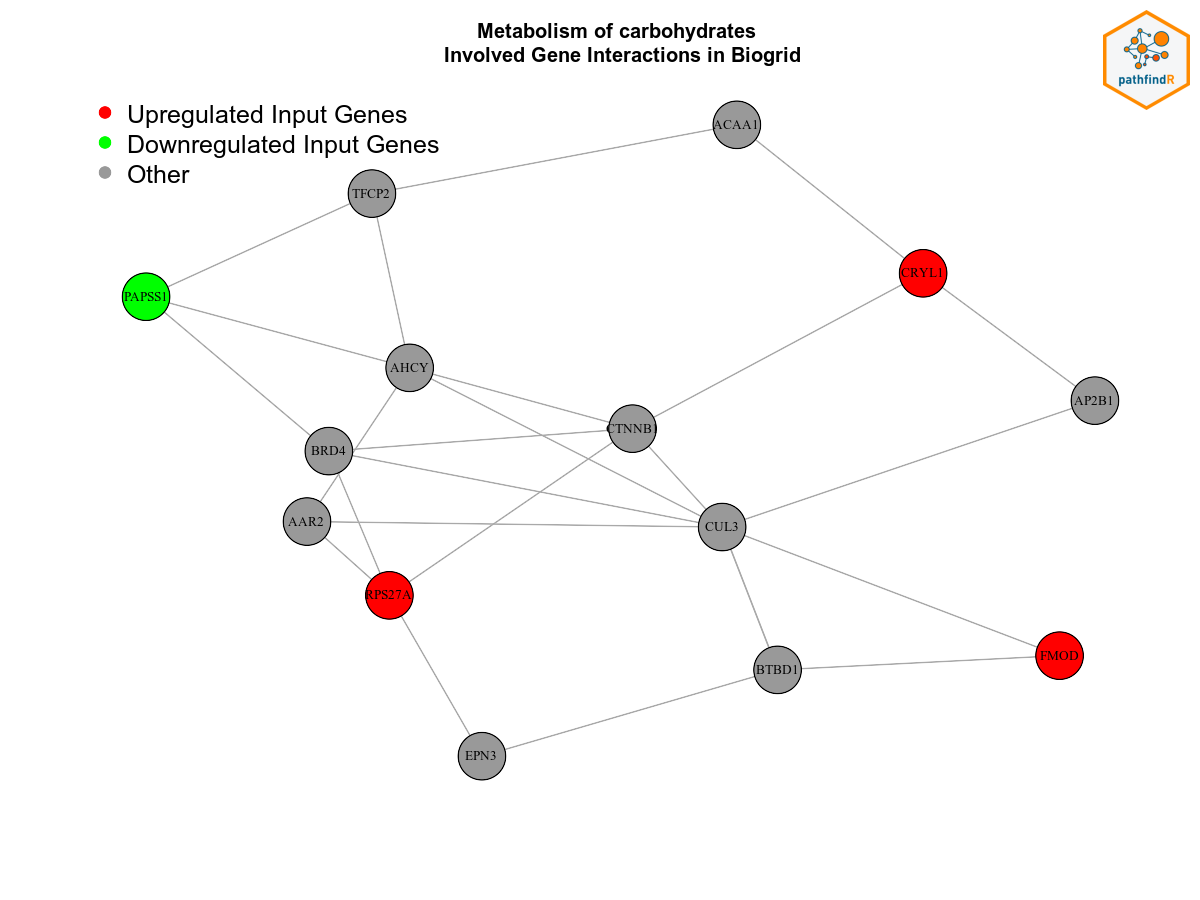 Metabolism of carbohydrates
Involved Gene Interactions in Biogrid
pathfindR
Upregulated Input Genes
Downregulated Input Genes
Other
ACAA1
TFCP2
CRYL1
PAPSS1
AHCY
AP2B1
CTNNB1
BRD4
AAR2
CUL3
RPS27A
FMOD
BTBD1
EPN3